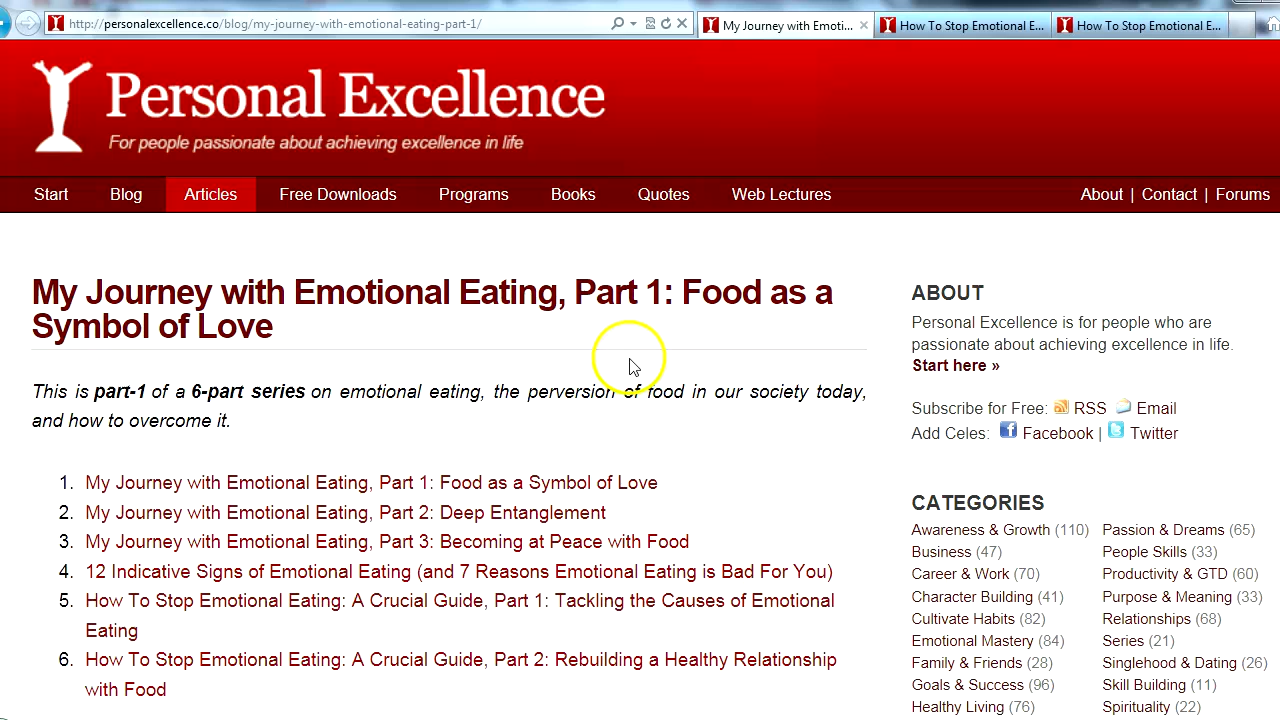 http://personalexcellence.co/blog/my-journey-with-emotional-eating-part-1/
My Journey with Emoti...
How To Stop Emotional E...
How To Stop Emotional E...
Personal Excellence
For people passionate about achieving excellence in life
Start Blog Articles Free Downloads Programs Books Quotes Web Lectures About | Contact | Forums
My Journey with Emotional Eating, Part 1: Food as a
Symbol of Love
This is part-1 of a 6-part series on emotional eating, the perversion of food in our society today,
and how to overcome it.
1. My Journey with Emotional Eating, Part 1: Food as a Symbol of Love
2. My Journey with Emotional Eating, Part 2: Deep Entanglement
3. My Journey with Emotional Eating, Part 3: Becoming at Peace with Food
4. 12 Indicative Signs of Emotional Eating (and 7 Reasons Emotional Eating is Bad For You)
5. How To Stop Emotional Eating: A Crucial Guide, Part 1: Tackling the Causes of Emotional
Eating
6. How To Stop Emotional Eating: A Crucial Guide, Part 2: Rebuilding a Healthy Relationship
with Food
ABOUT
Personal Excellence is for people who are
passionate about achieving excellence in life.
Start here »
Subscribe for Free: RSS Email
Add Celes: Facebook | Twitter
CATEGORIES
Awareness & Growth (110)
Business (47)
Career & Work (70)
Character Building (41)
Cultivate Habits (82)
Emotional Mastery (84)
Family & Friends (28)
Goals & Success (96)
Healthy Living (76)
Passion & Dreams (65)
People Skills (33)
Productivity & GTD (60)
Purpose & Meaning (33)
Relationships (68)
Series (21)
Singlehood & Dating (26)
Skill Building (11)
Spirituality (22)